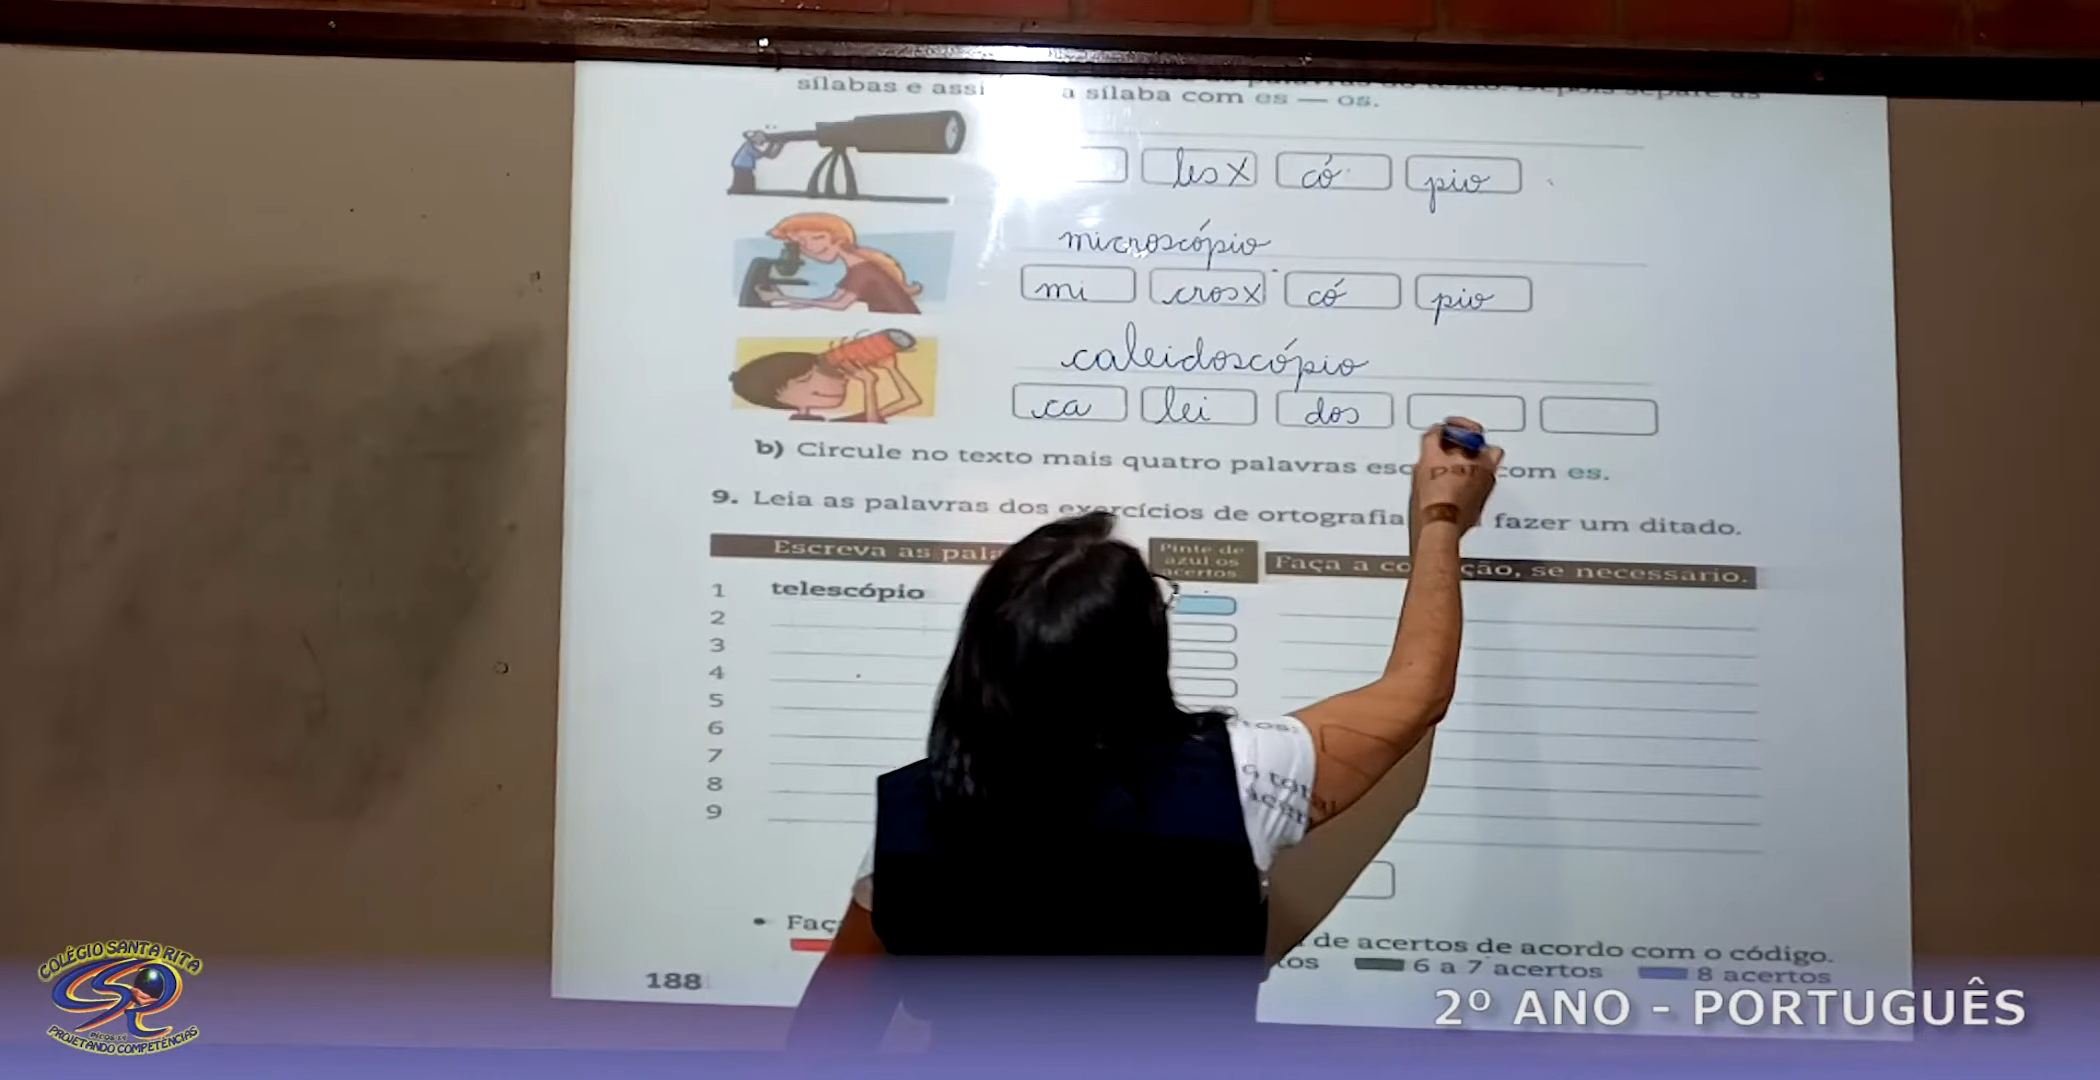 sílabas e assi a sílaba com es — os.
les X có pio
microscópio
mi cros X có pio
caleidoscópio
ca lei dos
b) Circule no texto mais quatro palavras com es.
9. Leia as palavras dos exercícios de ortografia fazer um ditado.
Escreva as Pinte de azul os acertos Faça a se necessário.
1 telescópio
2
3
4
5
6
7
8
9
• Faç de acertos de acordo com o código.
tos 6 a 7 acertos 8 acertos
188
2º ANO - PORTUGUÊS
COLÉGIO SANTA RITA
PROJETANDO COMPETÊNCIAS